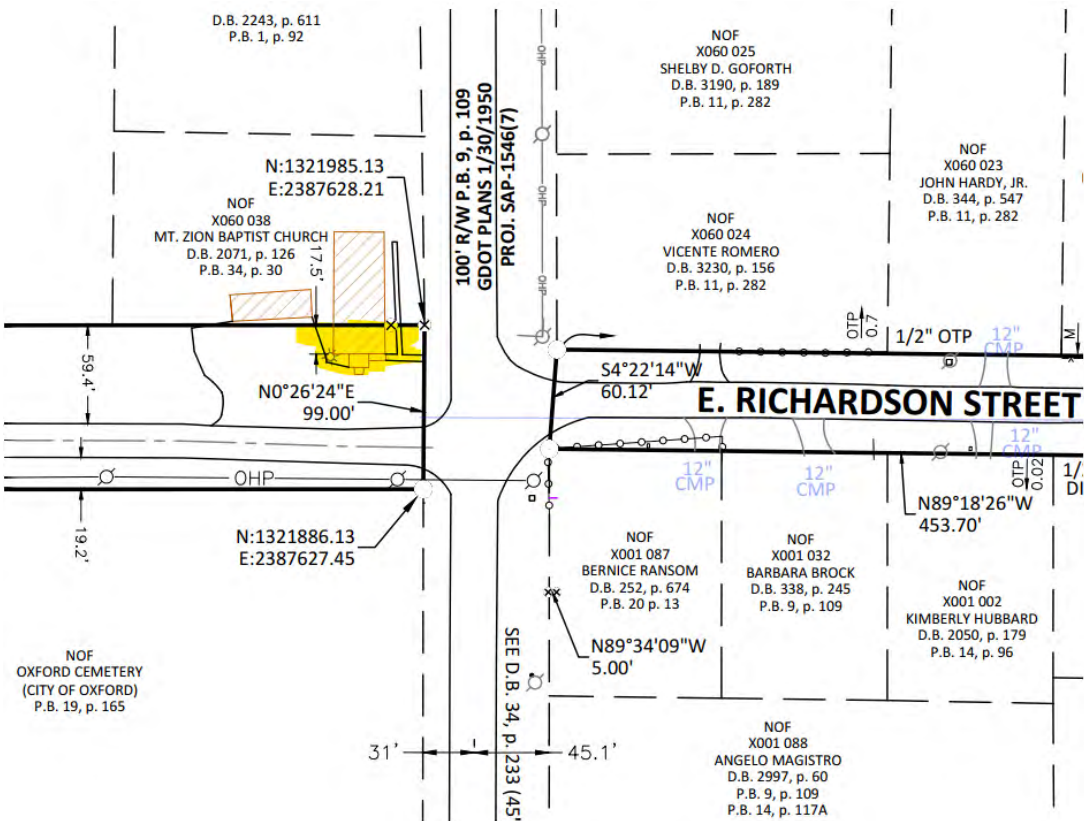 D.B. 2243, p. 611
P.B. 1, p. 92
N:1321985.13
E:2387628.21
NOF
X060 038
MT. ZION BAPTIST CHURCH
D.B. 2071, p. 126
P.B. 34, p. 30
17.5'
59.4'
N0°26'24"E
99.00'
OHP
19.2'
N:1321886.13
E:2387627.45
NOF
OXFORD CEMETERY
(CITY OF OXFORD)
P.B. 19, p. 165
31'
45.1'
100' R/W P.B. 9, p. 109
GDOT PLANS 1/30/1950
PROJ. SAP-1546(7)
OHP
OHP
OHP
SEE D.B. 34, p. 233 (45'
NOF
X060 025
SHELBY D. GOFORTH
D.B. 3190, p. 189
P.B. 11, p. 282
NOF
X060 024
VICENTE ROMERO
D.B. 3230, p. 156
P.B. 11, p. 282
NOF
X060 023
JOHN HARDY, JR.
D.B. 344, p. 547
P.B. 11, p. 282
OTP
0.7
1/2" OTP
12"
CMP
M
S4°22'14"W
60.12'
E. RICHARDSON STREET
12"
CMP
12"
CMP
12"
CMP
OTP
0.02
N89°18'26"W
453.70'
NOF
X001 087
BERNICE RANSOM
D.B. 252, p. 674
P.B. 20 p. 13
NOF
X001 032
BARBARA BROCK
D.B. 338, p. 245
P.B. 9, p. 109
NOF
X001 002
KIMBERLY HUBBARD
D.B. 2050, p. 179
P.B. 14, p. 96
N89°34'09"W
5.00'
NOF
X001 088
ANGELO MAGISTRO
D.B. 2997, p. 60
P.B. 9, p. 109
P.B. 14, p. 117A